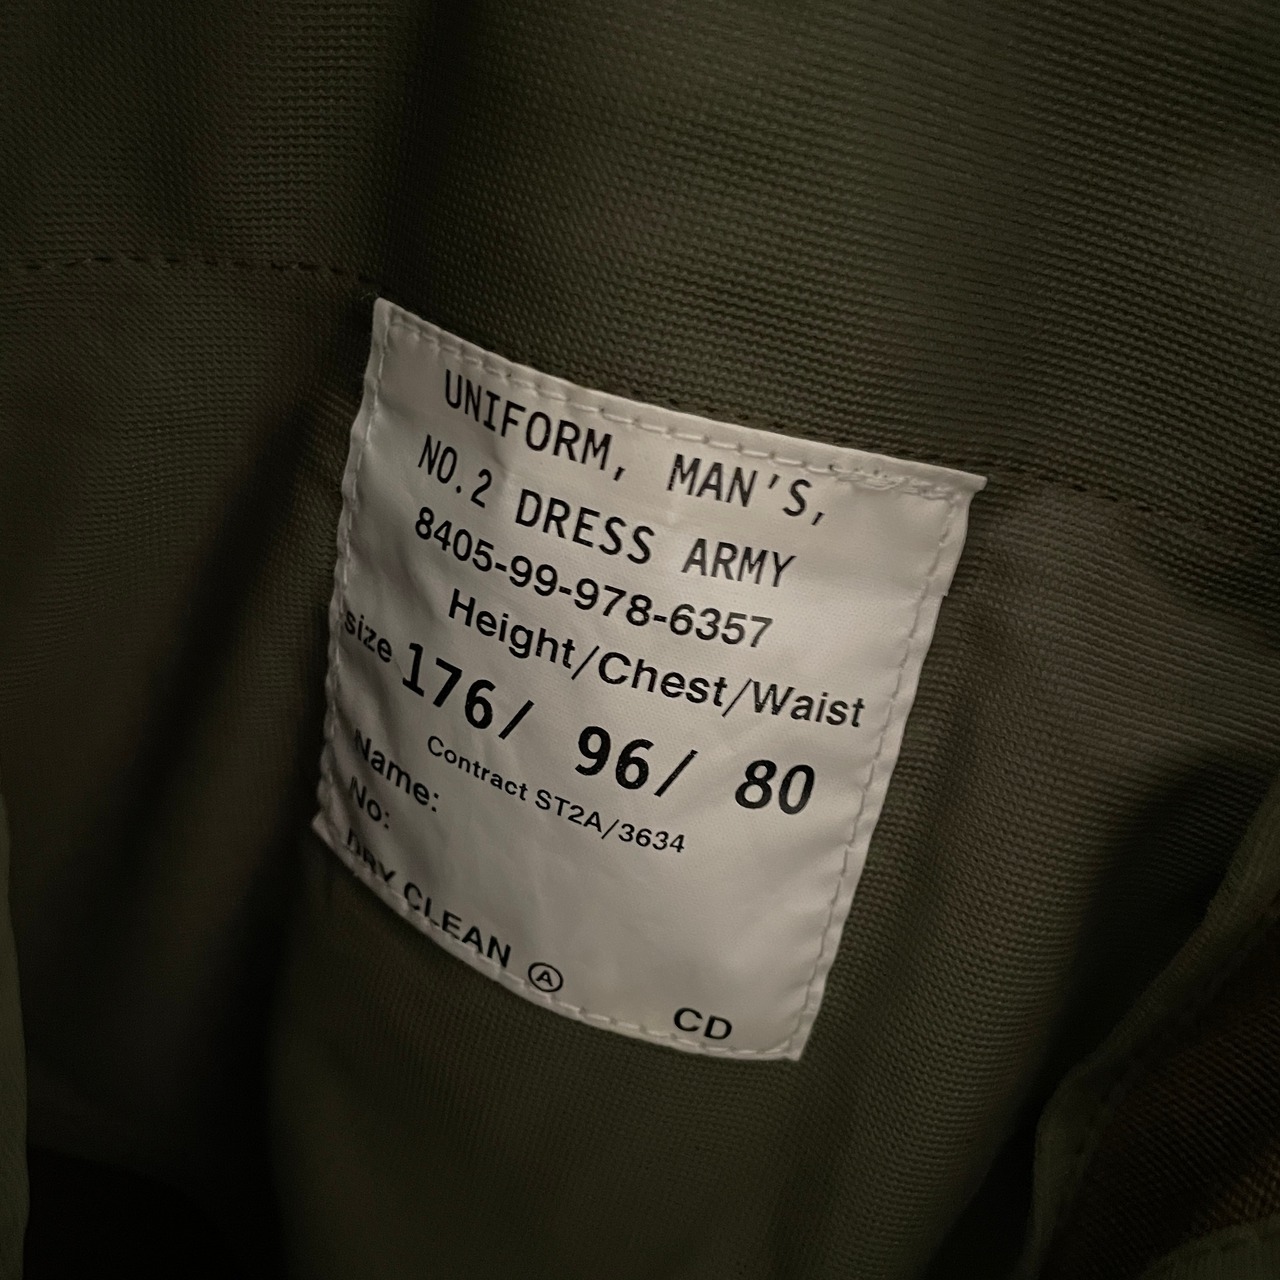 UNIFORM, MAN'S,
NO.2 DRESS ARMY
8405-99-978-6357
Height/Chest/Waist
size 176/ 96/ 80
Contract ST2A/3634
Name:
No:
DRY CLEAN Ⓐ
CD